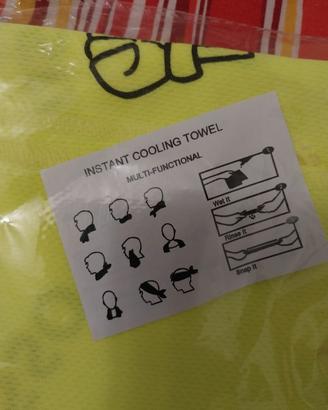 INSTANT COOLING TOWEL
MULTI-FUNCTIONAL
Wet It
Rinse It
Snap It